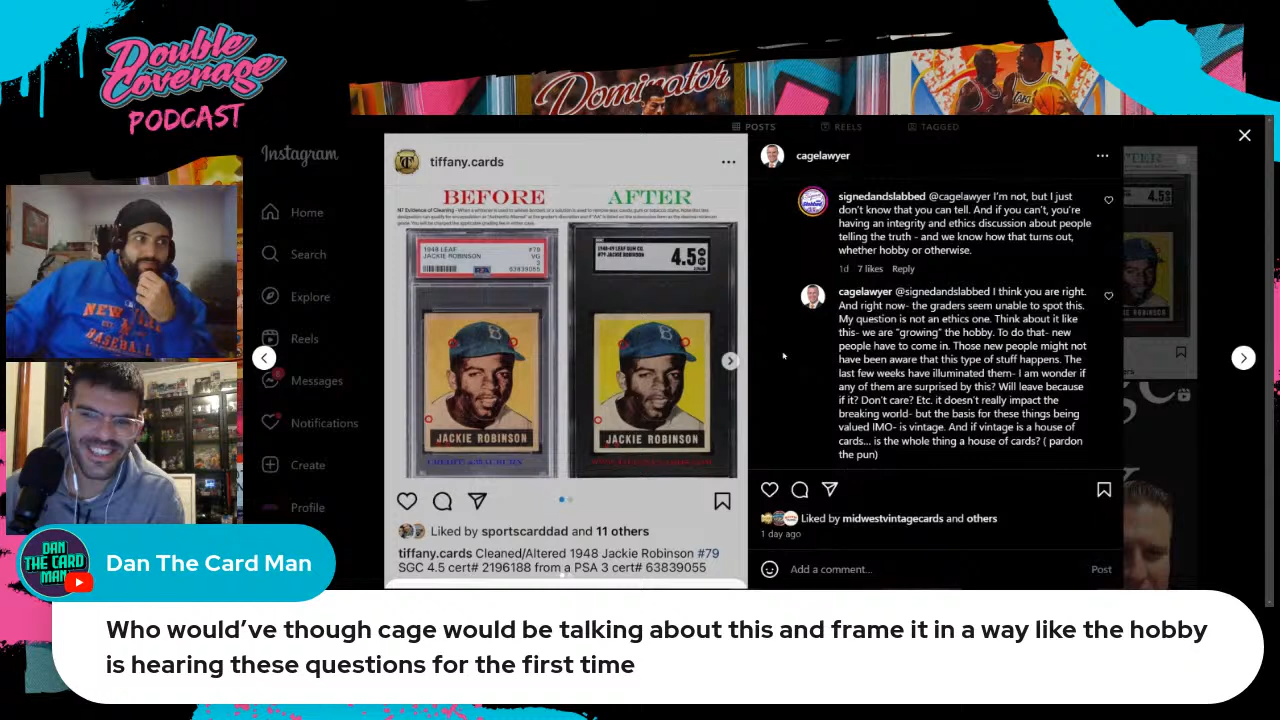 Double
Coverage
PODCAST
Dominator
POSTS
REELS
TAGGED
Instagram
Home
Search
Explore
Reels
Messages
Notifications
Create
Profile
NEW
BASEBALL
tiffany.cards
BEFORE
AFTER
1948 LEAF #79
JACKIE ROBINSON VG
3
63839055
1948-49 LEAF GUM CO.
#79 JACKIE ROBINSON
4.5
JACKIE ROBINSON
JACKIE ROBINSON
Liked by sportscarddad and 11 others
tiffany.cards Cleaned/Altered 1948 Jackie Robinson #79
SGC 4.5 cert# 2196188 from a PSA 3 cert# 63839055
cagelawyer
signedandslabbed @cagelawyer I'm not, but I just
don't know that you can tell. And if you can't, you're
having an integrity and ethics discussion about people
telling the truth - and we know how that turns out,
whether hobby or otherwise.
1d 7 likes Reply
cagelawyer @signedandslabbed I think you are right.
And right now- the graders seem unable to spot this.
My question is not an ethics one. Think about it like
this- we are "growing" the hobby. To do that- new
people have to come in. Those new people might not
have been aware that this type of stuff happens. The
last few weeks have illuminated them- I am wonder if
any of them are surprised by this? Will leave because
if it? Don't care? Etc. it doesn't really impact the
breaking world- but the basis for these things being
valued IMO- is vintage. And if vintage is a house of
cards... is the whole thing a house of cards? ( pardon
the pun)
Liked by midwestvintagecards and others
1 day ago
Add a comment...
Post
DAN
THE CARD
MAN
Dan The Card Man
Who would've though cage would be talking about this and frame it in a way like the hobby
is hearing these questions for the first time